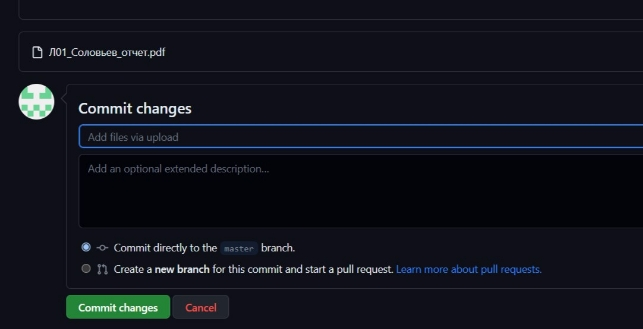 Л01_Соловьев_отчет.pdf
Commit changes
Add files via upload
Add an optional extended description...
Commit directly to the master branch.
Create a new branch for this commit and start a pull request. Learn more about pull requests.
Commit changes Cancel